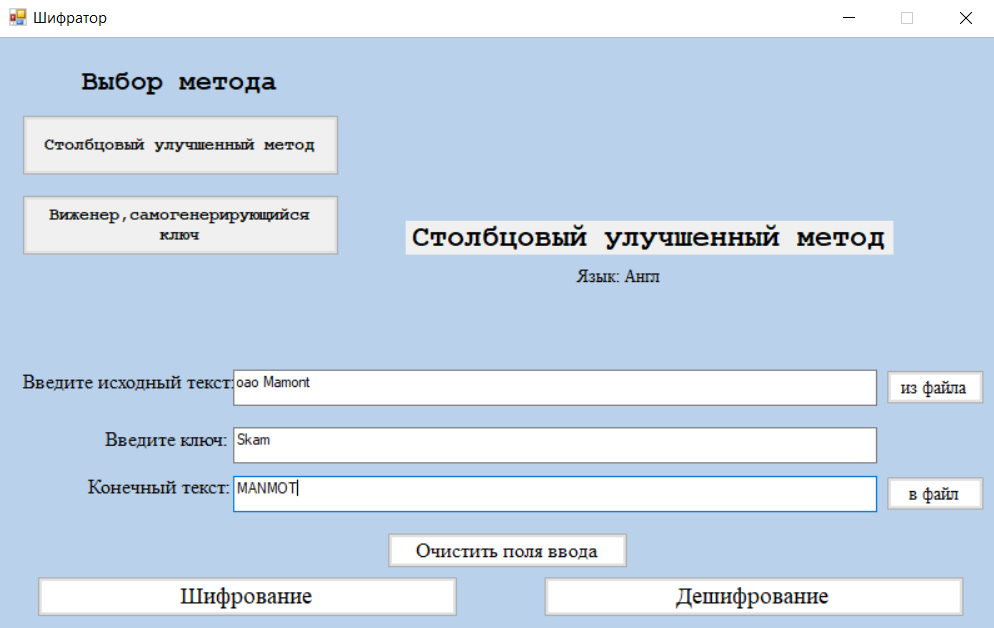 Шифратор
Выбор метода
Столбцовый улучшенный метод
Виженер,самогенерирующийся
ключ
Столбцовый улучшенный метод
Язык: Англ
Введите исходный текст: oao Mamont
из файла
Введите ключ: Skam
Конечный текст: MANMOT
в файл
Очистить поля ввода
Шифрование
Дешифрование